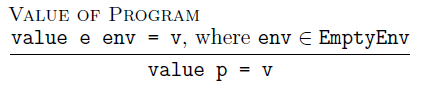 VALUE OF PROGRAM
value e env = v, where env ∈ EmptyEnv
value p = v